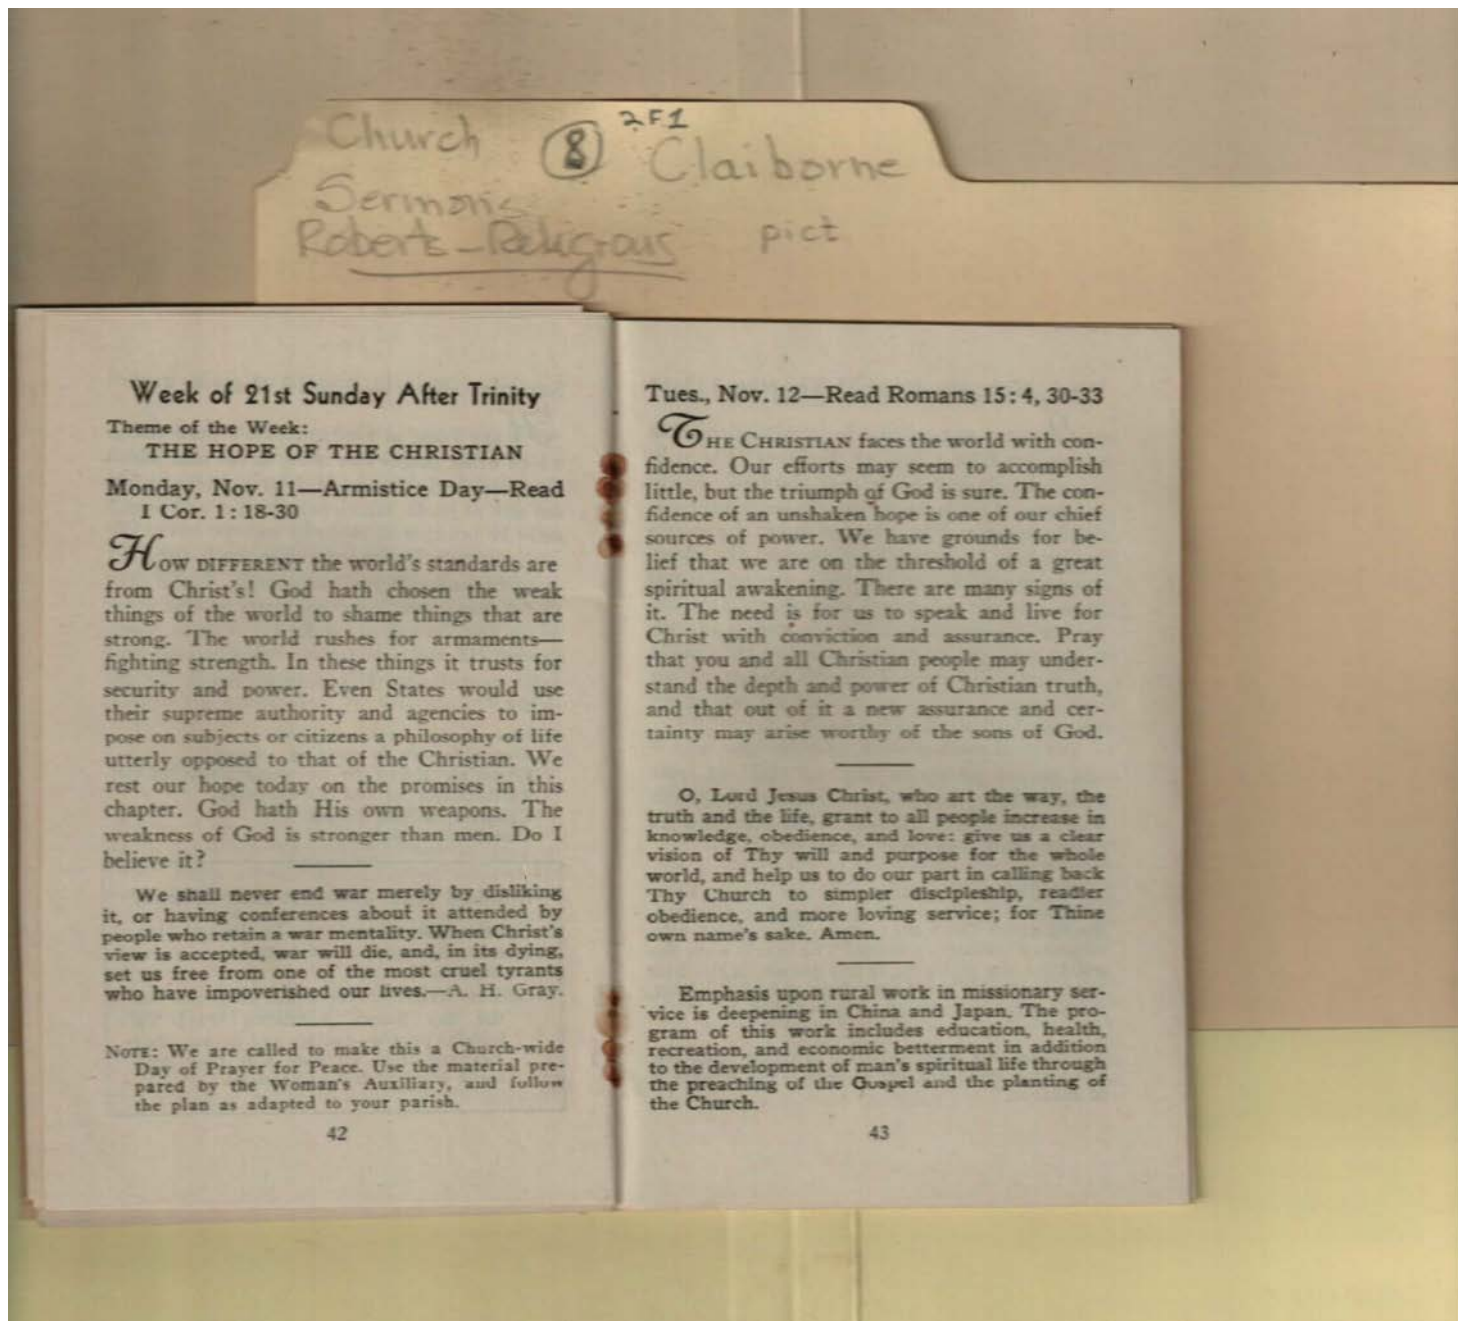 Church ⑧ 2F1 Claiborne
Sermons
Roberts-Religious pict
Week of 21st Sunday After Trinity
Theme of the Week:
THE HOPE OF THE CHRISTIAN
Monday, Nov. 11—Armistice Day—Read
I Cor. 1:18-30
HOW DIFFERENT the world's standards are
from Christ's! God hath chosen the weak
things of the world to shame things that are
strong. The world rushes for armaments—
fighting strength. In these things it trusts for
security and power. Even States would use
their supreme authority and agencies to im-
pose on subjects or citizens a philosophy of life
utterly opposed to that of the Christian. We
rest our hope today on the promises in this
chapter. God hath His own weapons. The
weakness of God is stronger than men. Do I
believe it?
We shall never end war merely by disliking
it, or having conferences about it attended by
people who retain a war mentality. When Christ's
view is accepted, war will die, and, in its dying,
set us free from one of the most cruel tyrants
who have impoverished our lives.—A. H. Gray.
NOTE: We are called to make this a Church-wide
Day of Prayer for Peace. Use the material pre-
pared by the Woman's Auxiliary, and follow
the plan as adapted to your parish.
42
Tues., Nov. 12—Read Romans 15:4, 30-33
THE CHRISTIAN faces the world with con-
fidence. Our efforts may seem to accomplish
little, but the triumph of God is sure. The con-
fidence of an unshaken hope is one of our chief
sources of power. We have grounds for be-
lief that we are on the threshold of a great
spiritual awakening. There are many signs of
it. The need is for us to speak and live for
Christ with conviction and assurance. Pray
that you and all Christian people may under-
stand the depth and power of Christian truth,
and that out of it a new assurance and cer-
tainty may arise worthy of the sons of God.
O, Lord Jesus Christ, who art the way, the
truth and the life, grant to all people increase in
knowledge, obedience, and love: give us a clear
vision of Thy will and purpose for the whole
world, and help us to do our part in calling back
Thy Church to simpler discipleship, readier
obedience, and more loving service; for Thine
own name's sake. Amen.
Emphasis upon rural work in missionary ser-
vice is deepening in China and Japan. The pro-
gram of this work includes education, health,
recreation, and economic betterment in addition
to the development of man's spiritual life through
the preaching of the Gospel and the planting of
the Church.
43